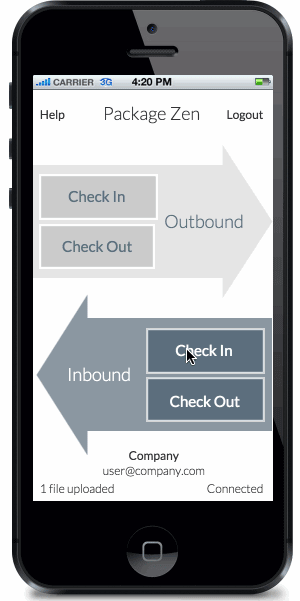 CARRIER 3G 4:20 PM
Help Package Zen Logout
Check In
Outbound
Check Out
Check In
Inbound
Check Out
Company
user@company.com
1 file uploaded Connected